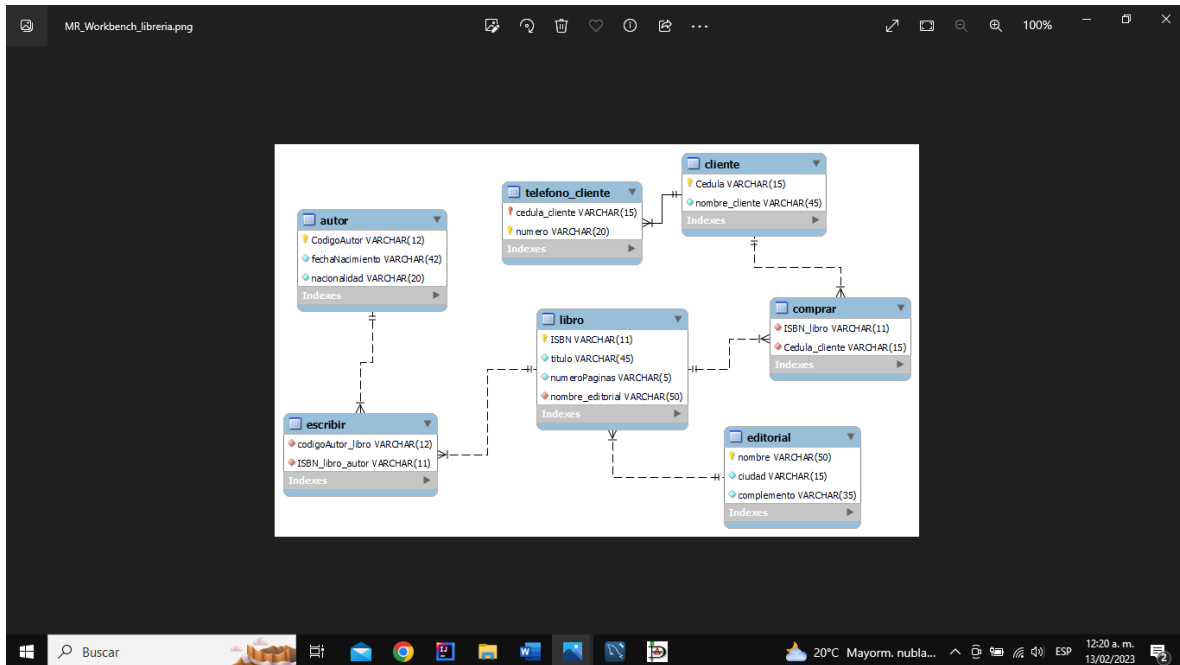 MR_Workbench_libreria.png
100%
cliente
Cedula VARCHAR(15)
nombre_cliente VARCHAR(45)
Indexes
telefono_cliente
cedula_cliente VARCHAR(15)
numero VARCHAR(20)
Indexes
autor
CodigoAutor VARCHAR(12)
fechaNacimiento VARCHAR(42)
nacionalidad VARCHAR(20)
Indexes
comprar
ISBN_libro VARCHAR(11)
Cedula_cliente VARCHAR(15)
Indexes
libro
ISBN VARCHAR(11)
titulo VARCHAR(45)
numeroPaginas VARCHAR(5)
nombre_editorial VARCHAR(50)
Indexes
escribir
codigoAutor_libro VARCHAR(12)
ISBN_libro_autor VARCHAR(11)
Indexes
editorial
nombre VARCHAR(50)
ciudad VARCHAR(15)
complemento VARCHAR(35)
Indexes
Buscar
20°C Mayorm. nubla...
ESP
12:20 a. m.
13/02/2023
2